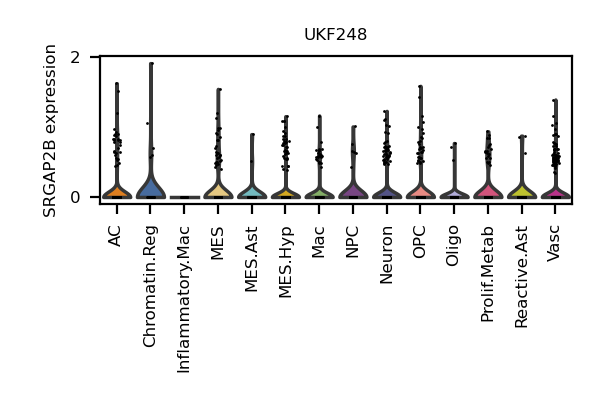 UKF248
SRGAP2B expression
2
0
AC
Chromatin.Reg
Inflammatory.Mac
MES
MES.Ast
MES.Hyp
Mac
NPC
Neuron
OPC
Oligo
Prolif.Metab
Reactive.Ast
Vasc